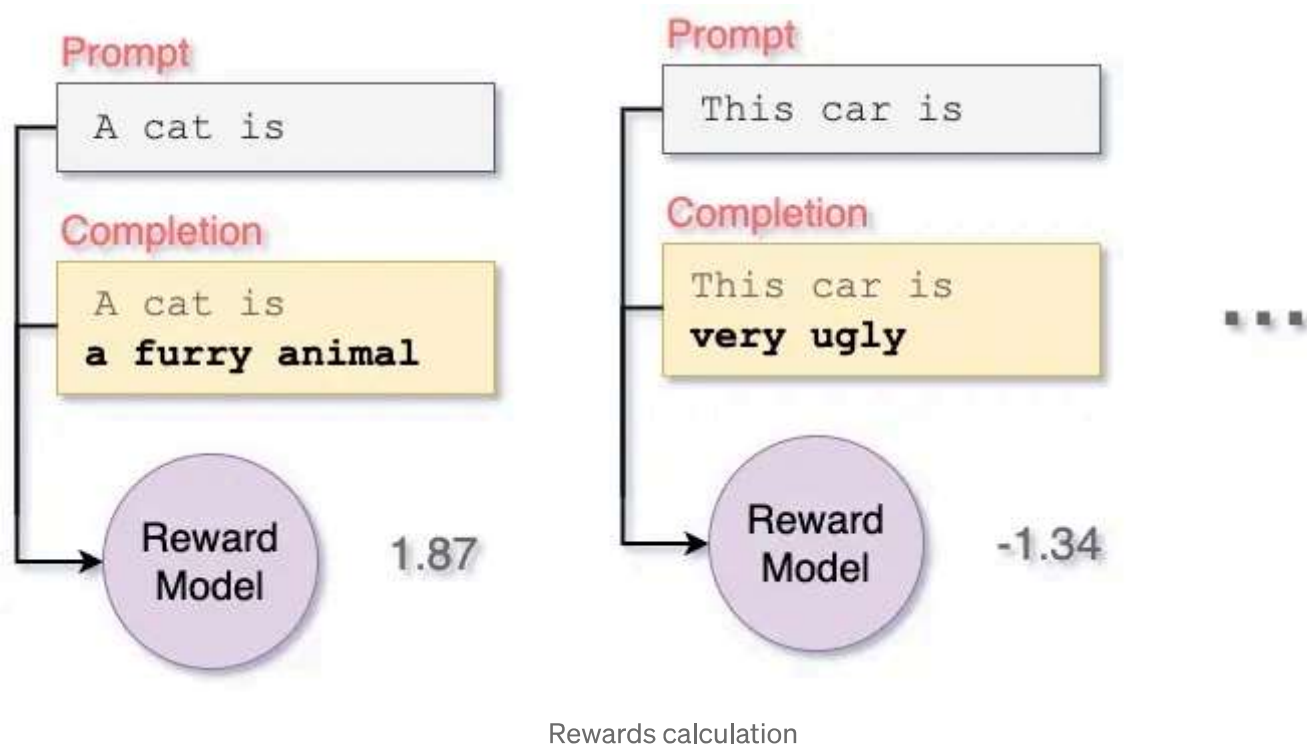 Prompt
A cat is
Completion
A cat is
a furry animal
Reward
Model
1.87
Prompt
This car is
Completion
This car is
very ugly
Reward
Model
-1.34
...
Rewards calculation